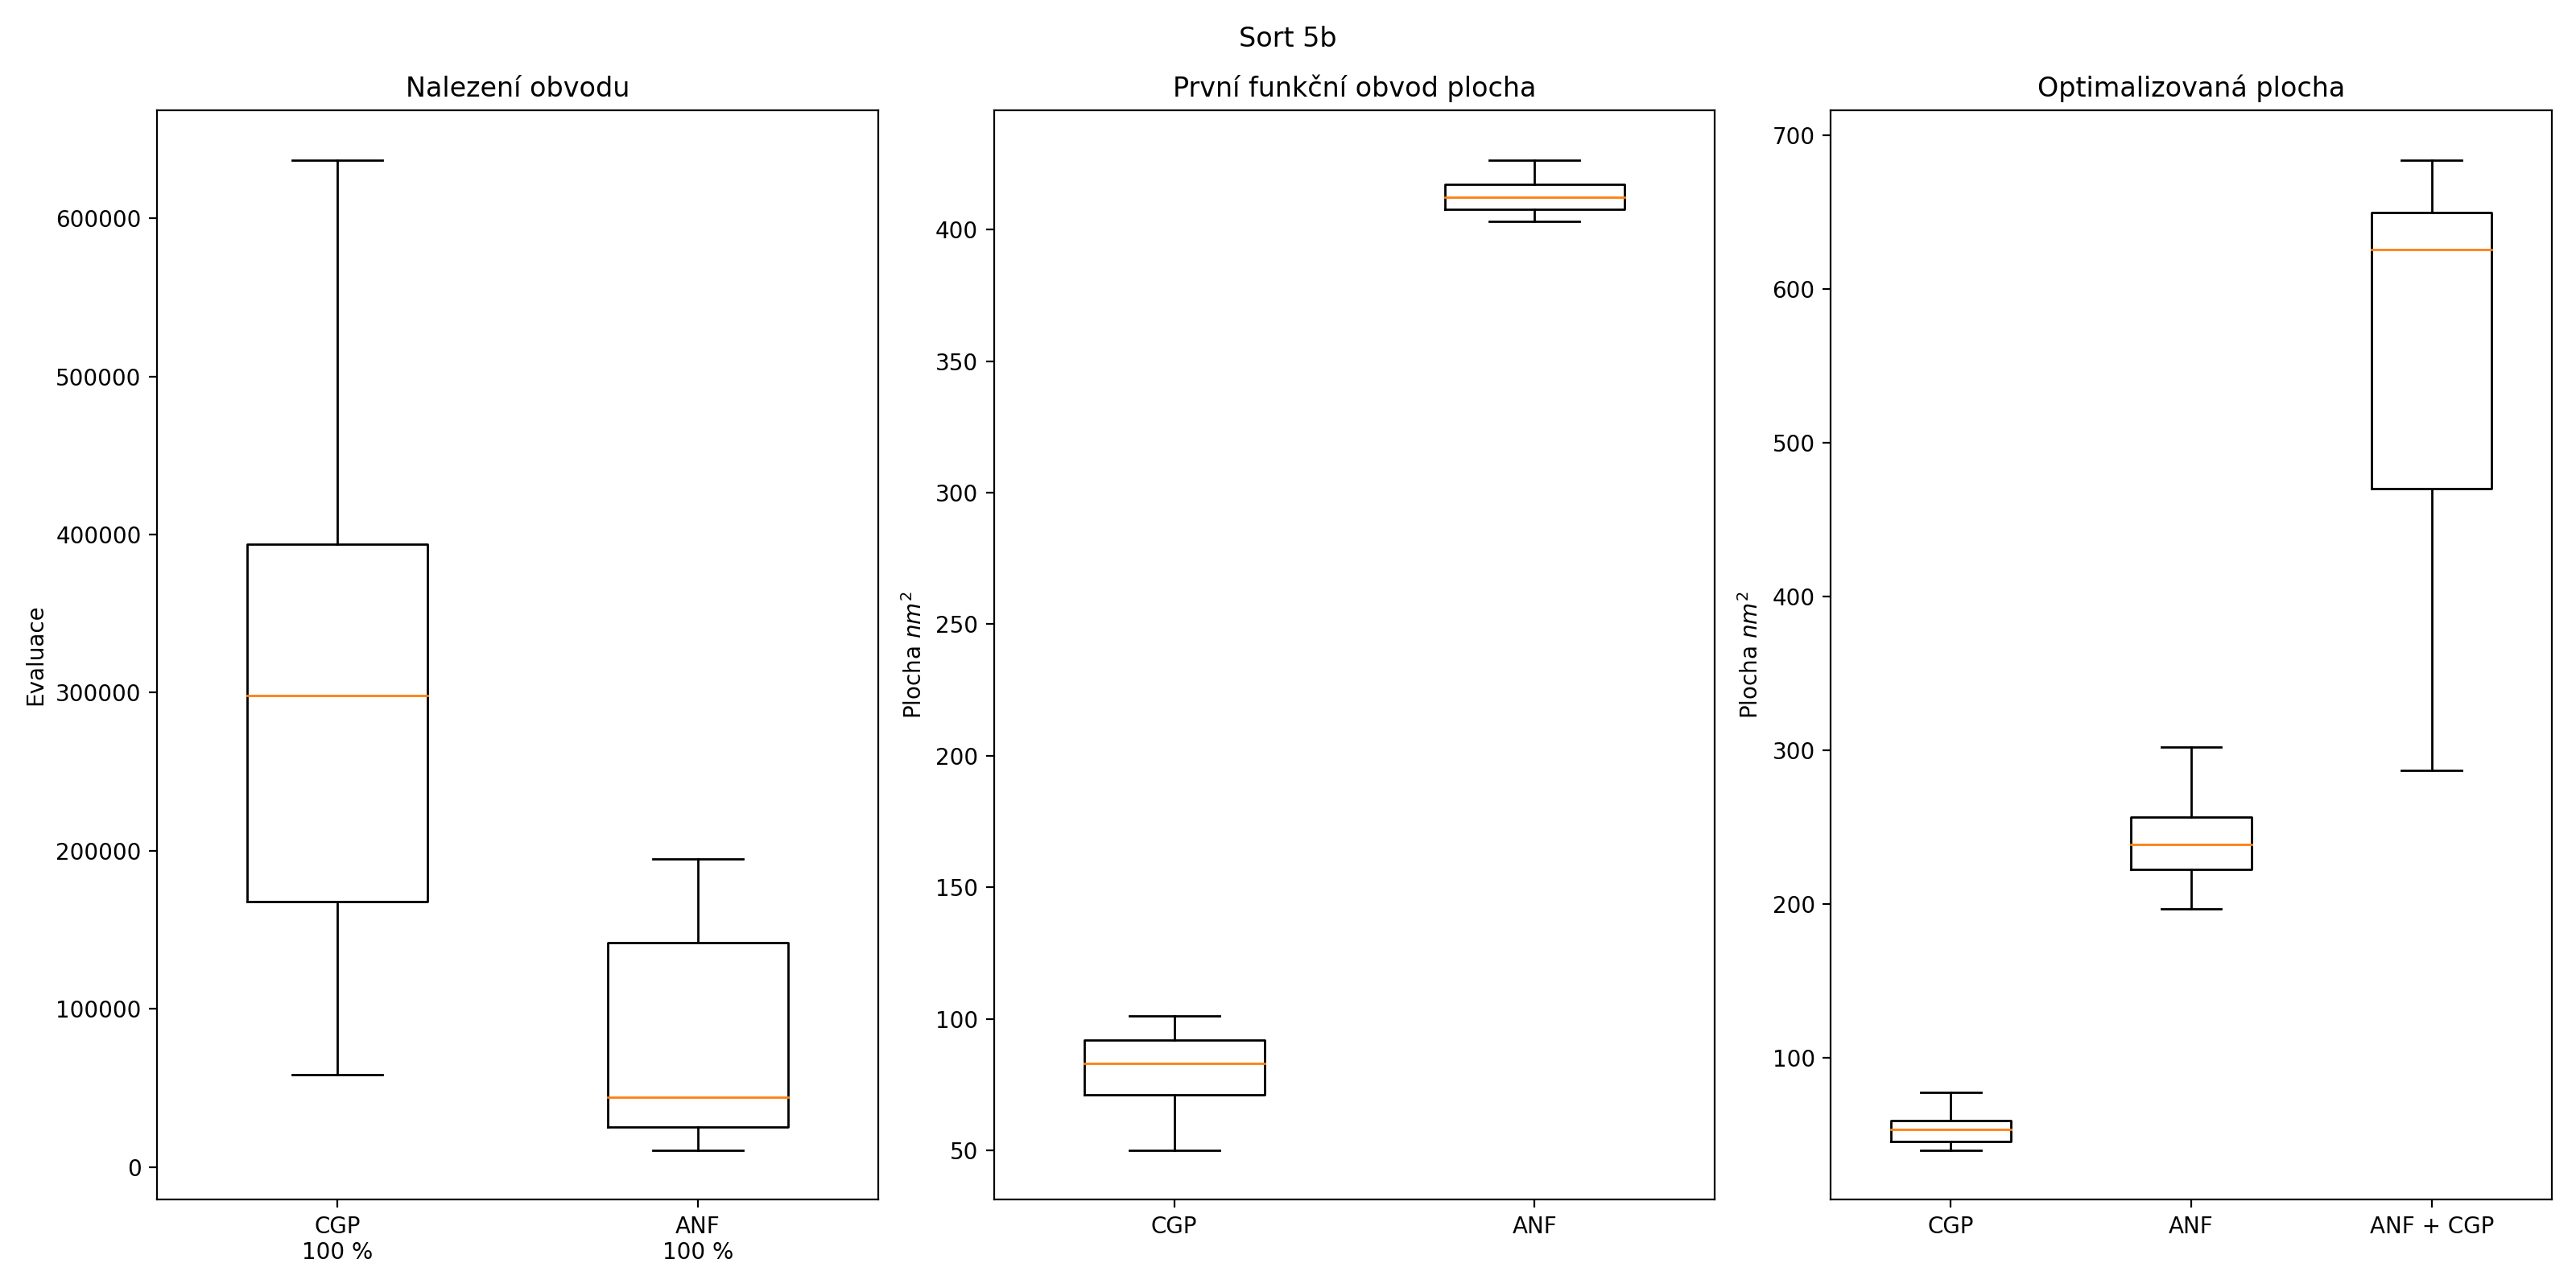 Sort 5b
Nalezení obvodu
Evaluace
600000
500000
400000
300000
200000
100000
0
CGP
100 %
ANF
100 %
První funkční obvod plocha
Plocha nm²
400
350
300
250
200
150
100
50
CGP
ANF
Optimalizovaná plocha
Plocha nm²
700
600
500
400
300
200
100
CGP
ANF
ANF + CGP